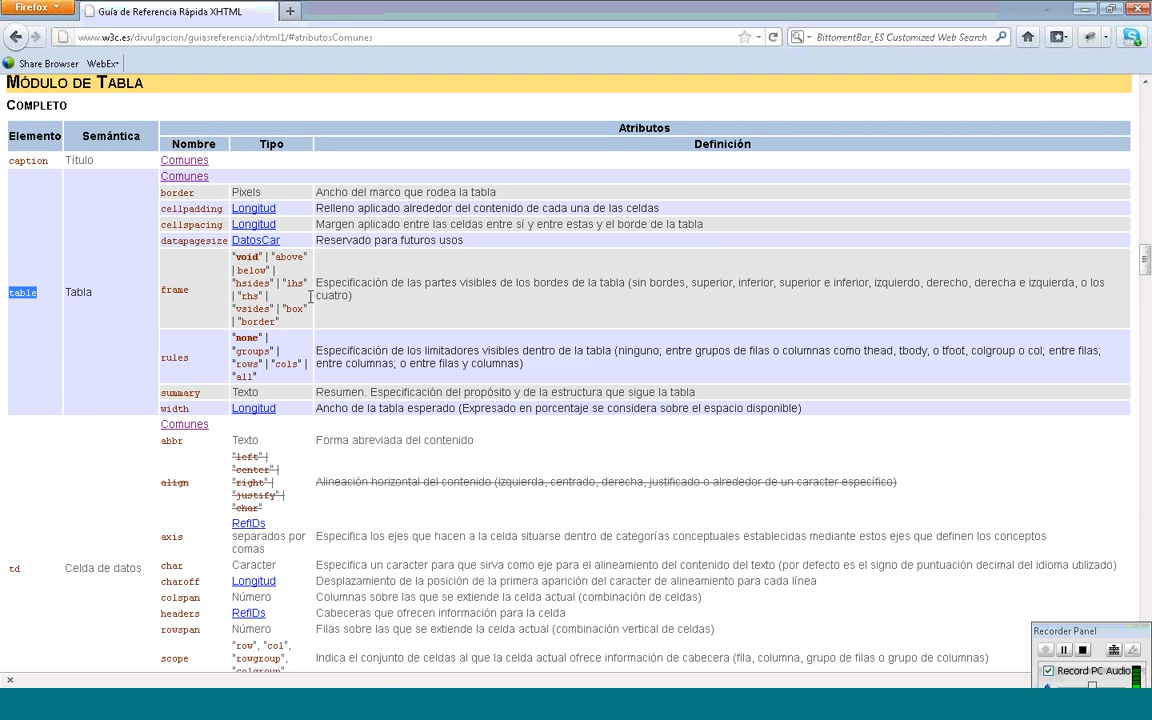 Firefox
Guía de Referencia Rápida XHTML
www.w3c.es/divulgacion/guiasreferencia/xhtml1/#atributosComunes
BittorrentBar_ES Customized Web Search
Share Browser WebEx
MÓDULO DE TABLA
COMPLETO
Elemento Semántica Atributos
Nombre Tipo Definición
caption Título Comunes
Comunes
border Pixels Ancho del marco que rodea la tabla
cellpadding Longitud Relleno aplicado alrededor del contenido de cada una de las celdas
cellspacing Longitud Margen aplicado entre las celdas entre sí y entre estas y el borde de la tabla
datapagesize DatosCar Reservado para futuros usos
table Tabla
frame
"void" | "above"
| below" |
"hsides" | "lhs"
| "rhs" |
"vsides" | "box"
| "border"
Especificación de las partes visibles de los bordes de la tabla (sin bordes, superior, inferior, superior e inferior, izquierdo, derecho, derecha e izquierda, o los
cuatro)
rules
"none" |
"groups" |
"rows" | "cols" |
"all"
Especificación de los limitadores visibles dentro de la tabla (ninguno; entre grupos de filas o columnas como thead, tbody, o tfoot, colgroup o col; entre filas;
entre columnas; o entre filas y columnas)
summary Texto Resumen. Especificación del propósito y de la estructura que sigue la tabla
width Longitud Ancho de la tabla esperado (Expresado en porcentaje se considera sobre el espacio disponible)
Comunes
abbr Texto Forma abreviada del contenido
align
"left" |
"center" |
"right" |
"justify" |
"char"
Alineación horizontal del contenido (izquierda, centrado, derecha, justificado o alrededor de un caracter específico)
axis
RefIDs
separados por
comas
Especifica los ejes que hacen a la celda situarse dentro de categorías conceptuales establecidas mediante estos ejes que definen los conceptos
td Celda de datos
char Caracter Especifica un caracter para que sirva como eje para el alineamiento del contenido del texto (por defecto es el signo de puntuación decimal del idioma utilizado)
charoff Longitud Desplazamiento de la posición de la primera aparición del caracter de alineamiento para cada línea
colspan Número Columnas sobre las que se extiende la celda actual (combinación de celdas)
headers RefIDs Cabeceras que ofrecen información para la celda
rowspan Número Filas sobre las que se extiende la celda actual (combinación vertical de celdas)
scope
"row", "col",
"rowgroup",
"colgroup"
Indica el conjunto de celdas al que la celda actual ofrece información de cabecera (fila, columna, grupo de filas o grupo de columnas)
Recorder Panel
Record PC Audio